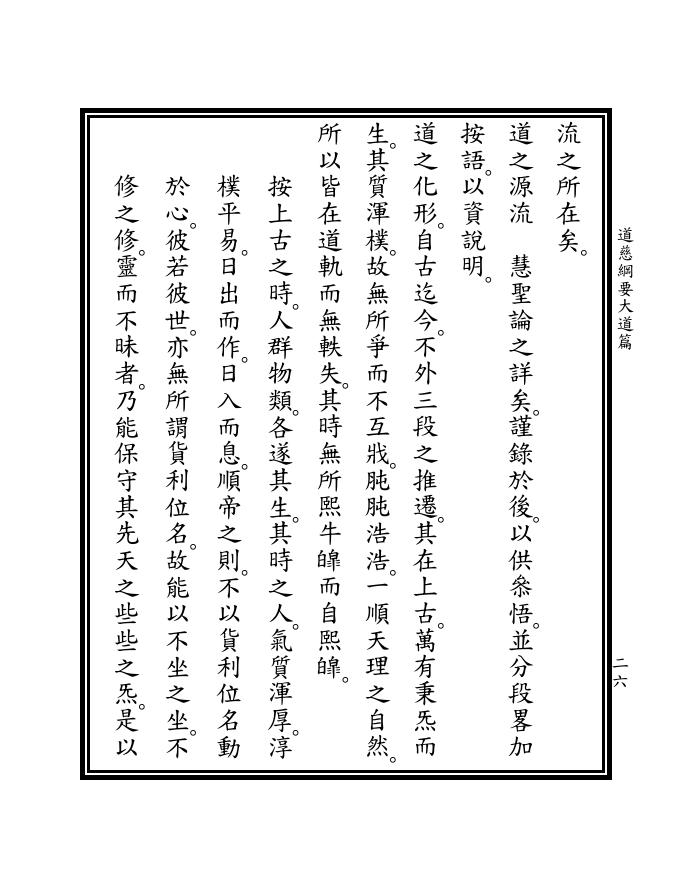 道慈綱要大道篇
二六
流之所在矣。
道之源流　慧聖論之詳矣。謹錄於後。以供叅悟。並分段畧加
按語。以資說明。
道之化形。自古迄今。不外三段之推遷。其在上古。萬有秉炁而
生。其質渾樸。故無所爭而不互戕。肫肫浩浩。一順天理之自然。
所以皆在道軌而無軼失。其時無所熙牛皞而自熙皞。
按上古之時。人群物類。各遂其生。其時之人。氣質渾厚。淳
樸平易。日出而作。日入而息。順帝之則。不以貨利位名動
於心。彼若彼世。亦無所謂貨利位名。故能以不坐之坐。不
修之修。靈而不昧者。乃能保守其先天之些些之炁。是以